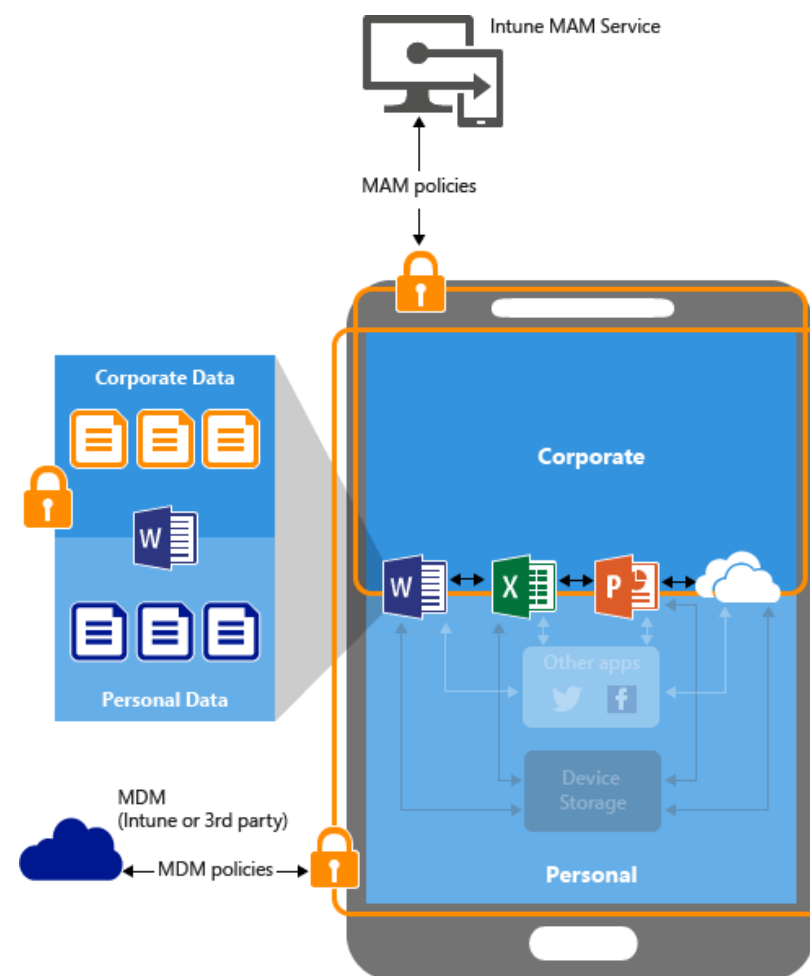 Intune MAM Service
MAM policies
Corporate Data
W
Personal Data
Corporate
W
X
P
Other apps
f
Device
Storage
Personal
MDM
(Intune or 3rd party)
MDM policies